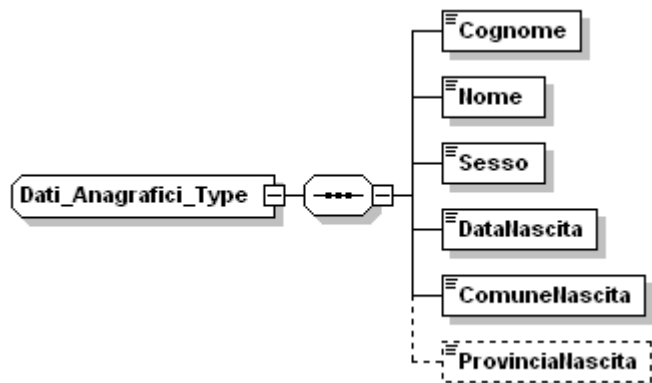 Cognome
Nome
Sesso
Dati_Anagrafici_Type
DataNascita
ComuneNascita
ProvinciaNascita